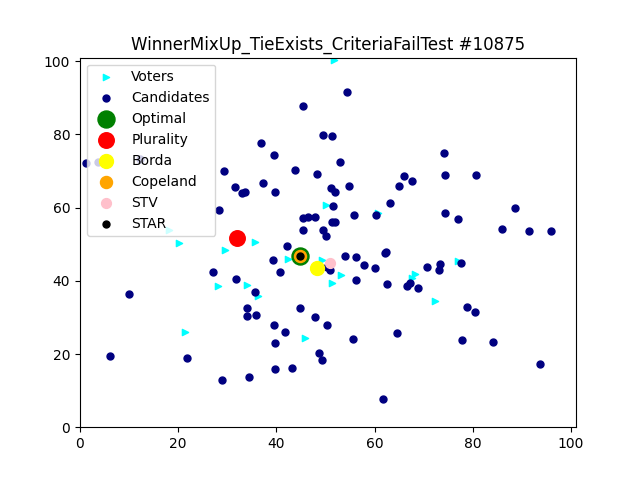 WinnerMixUp_TieExists_CriteriaFailTest #10875
100
80
60
40
20
0
0 20 40 60 80 100
Voters
Candidates
Optimal
Plurality
Borda
Copeland
STV
STAR